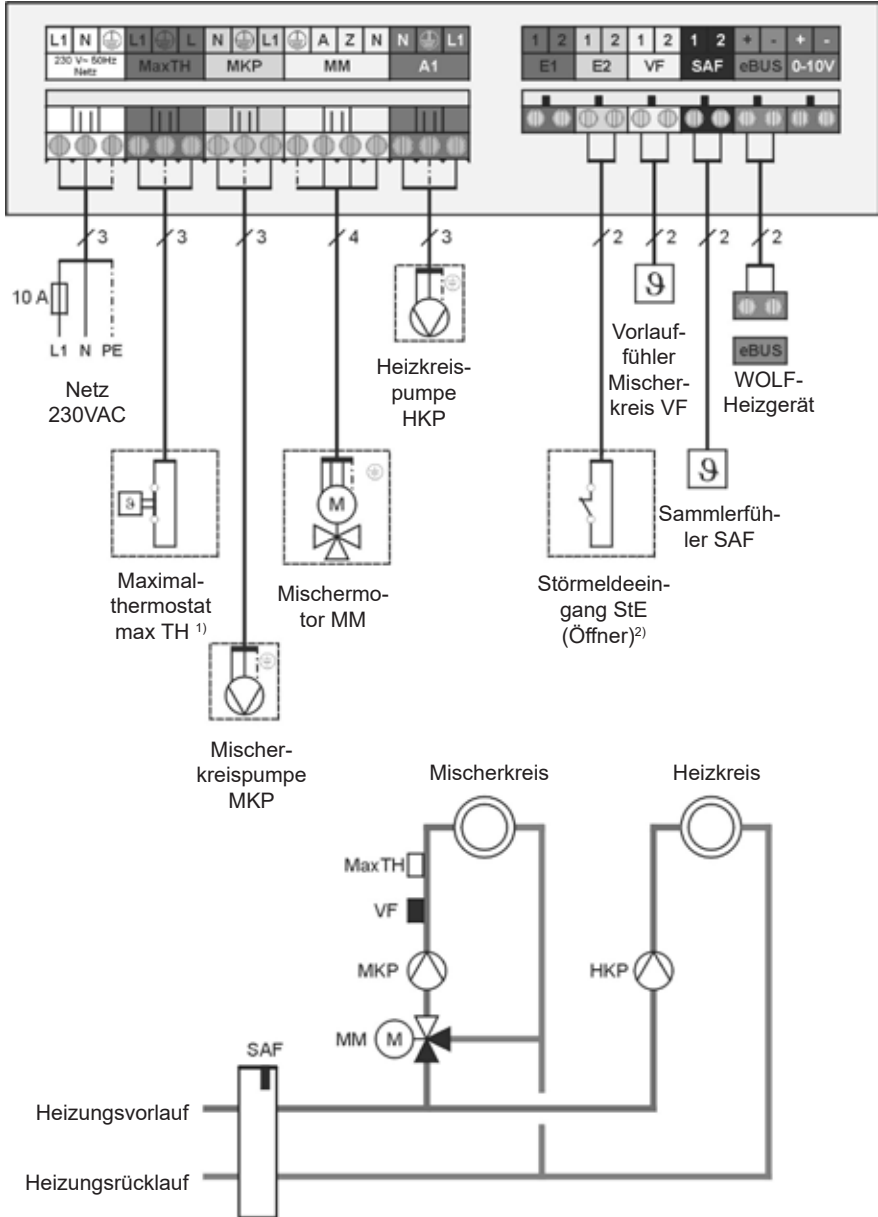 L1 N L1 L N L1 A Z N N L1
230 V~ 50Hz
Netz
MaxTH MKP MM A1
1 2 1 2 1 2 1 2 + - + -
E1 E2 VF SAF eBUS 0-10V
3 3 3 4 3 2 2 2 2
10 A
L1 N PE
Netz
230VAC
Heizkreis-
pumpe
HKP
ϑ
Vorlauf-
fühler
Mischer-
kreis VF
eBUS
WOLF-
Heizgerät
ϑ
Maximal-
thermostat
max TH 1)
M
Mischermo-
tor MM
Störmeldeein-
gang StE
(Öffner)2)
ϑ
Sammlerfüh-
ler SAF
Mischer-
kreispumpe
MKP
Mischerkreis
Heizkreis
MaxTH
VF
MKP
HKP
MM M
SAF
Heizungsvorlauf
Heizungsrücklauf